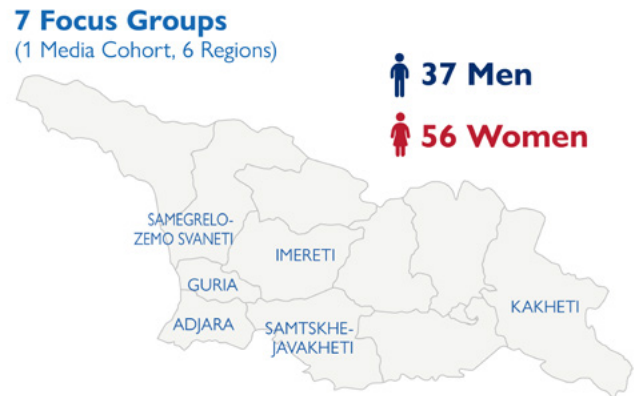 7 Focus Groups
(1 Media Cohort, 6 Regions)
37 Men
56 Women
SAMEGRELO-
ZEMO SVANETI
IMERETI
GURIA
ADJARA
SAMTSKHE-
JAVAKHETI
KAKHETI